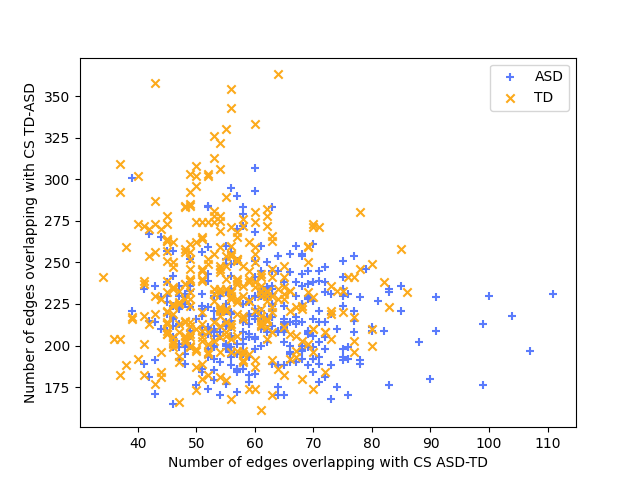 ASD
TD
Number of edges overlapping with CS TD-ASD
350
325
300
275
250
225
200
175
40 50 60 70 80 90 100 110
Number of edges overlapping with CS ASD-TD